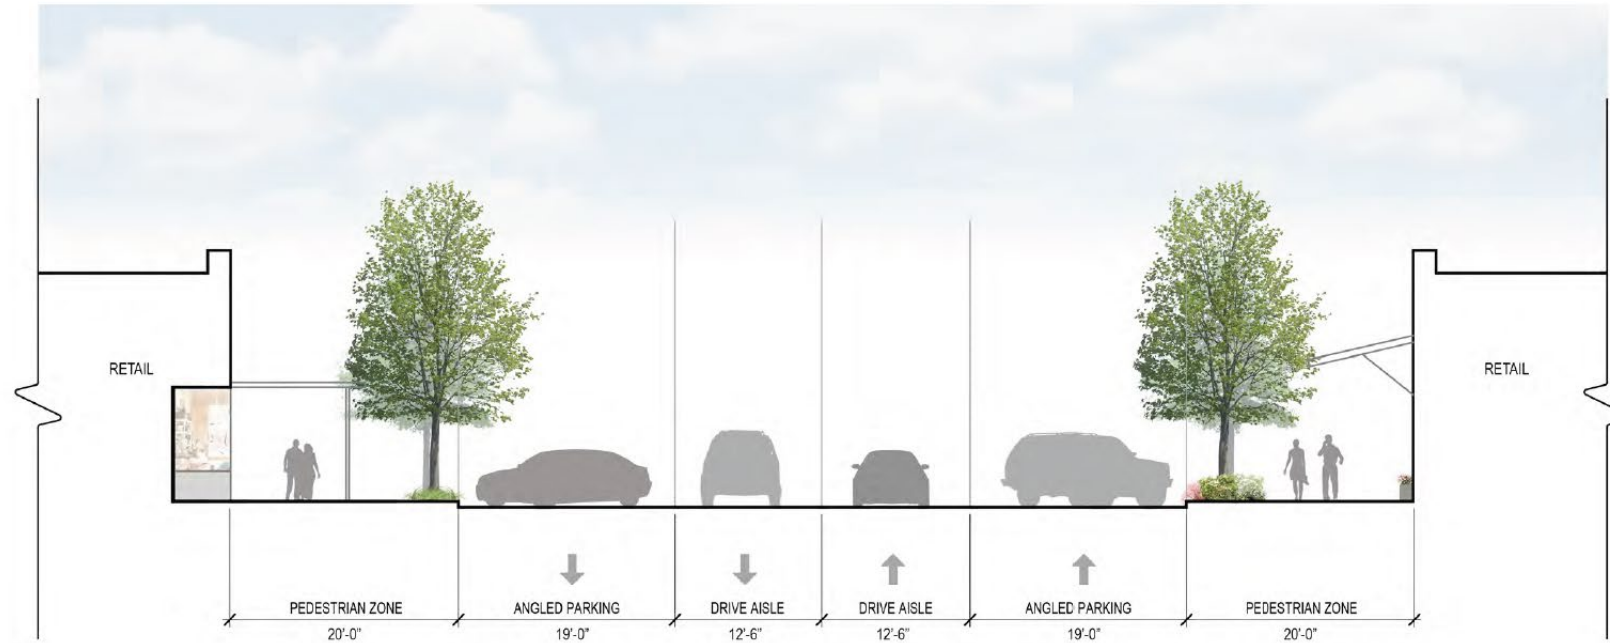 RETAIL
RETAIL
PEDESTRIAN ZONE
ANGLED PARKING
DRIVE AISLE
DRIVE AISLE
ANGLED PARKING
PEDESTRIAN ZONE
20'-0"
19'-0"
12'-6"
12'-6"
19'-0"
20'-0"